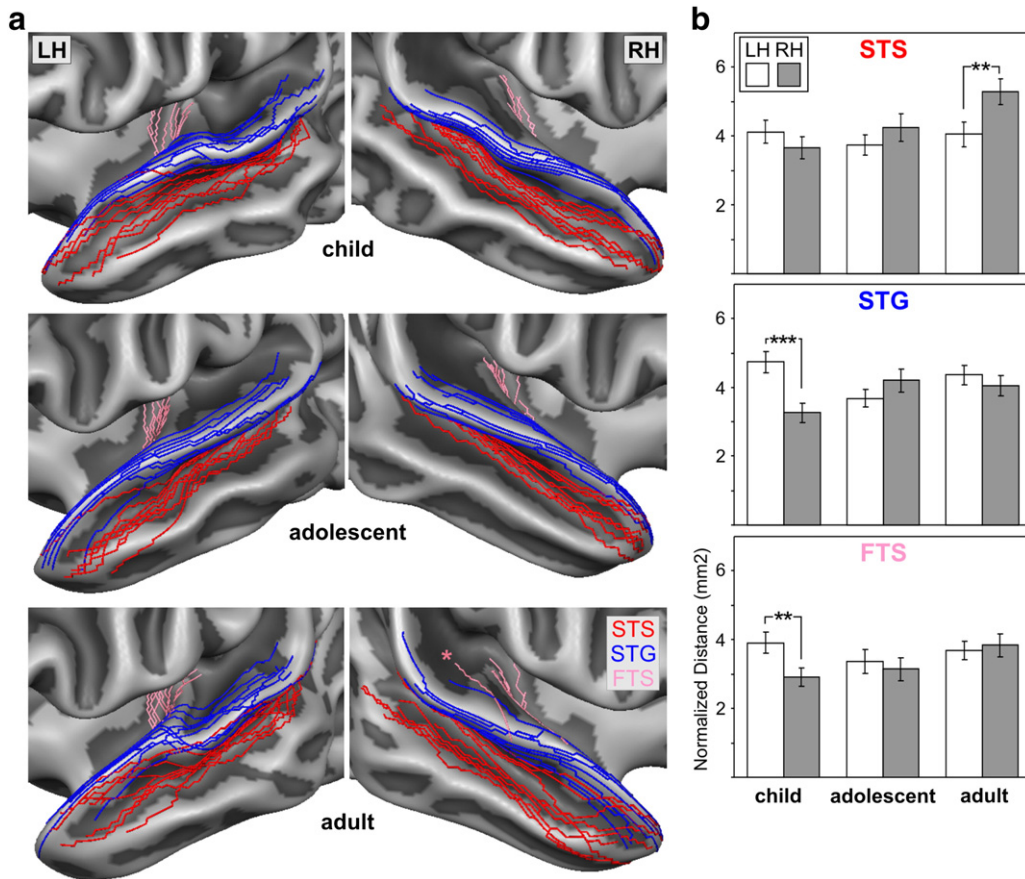 a
LH
RH
child
adolescent
STS
STG
FTS
*
adult
b
LH RH
STS
**
6
4
2
STG
***
6
4
2
FTS
**
6
4
2
Normalized Distance (mm2)
child adolescent adult